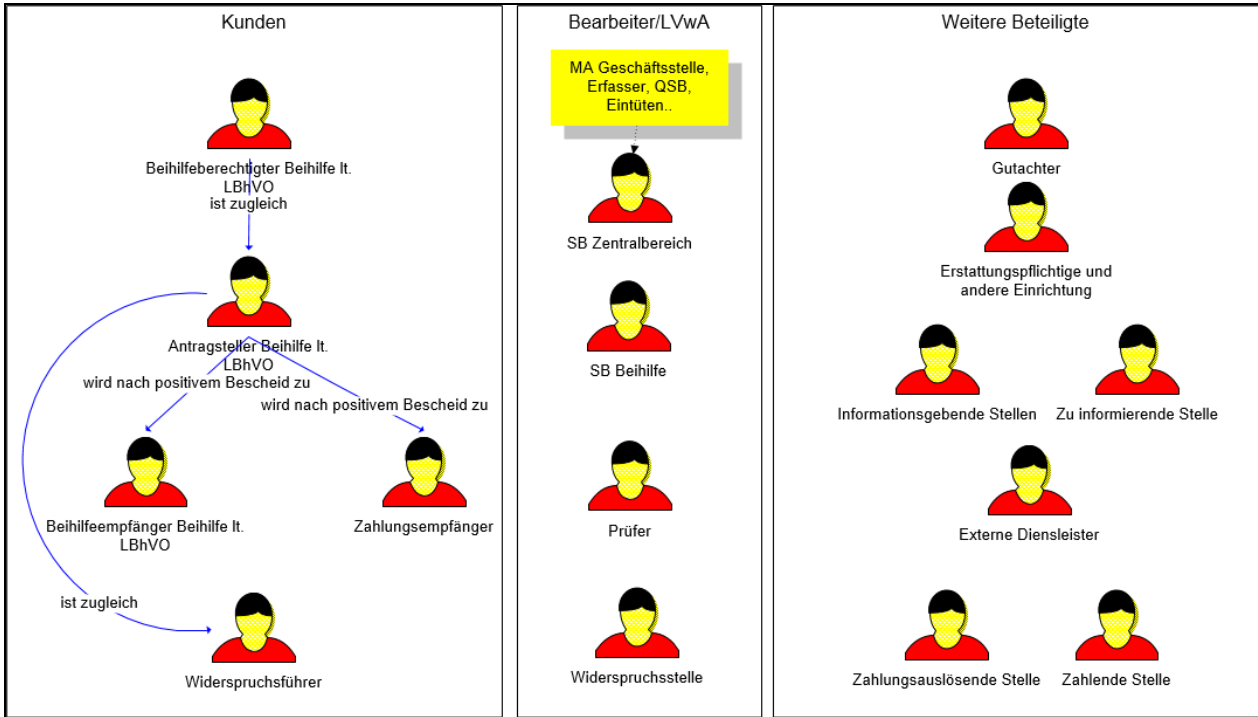 Kunden
Beihilfeberechtigter Beihilfe lt.
LBhVO
ist zugleich
Antragsteller Beihilfe lt.
LBhVO
wird nach positivem Bescheid zu
wird nach positivem Bescheid zu
Beihilfeempfänger Beihilfe lt.
LBhVO
Zahlungsempfänger
ist zugleich
Widerspruchsführer
Bearbeiter/LVwA
MA Geschäftsstelle,
Erfasser, QSB,
Eintüten..
SB Zentralbereich
SB Beihilfe
Prüfer
Widerspruchsstelle
Weitere Beteiligte
Gutachter
Erstattungspflichtige und
andere Einrichtung
Informationsgebende Stellen
Zu informierende Stelle
Externe Diensleister
Zahlungsauslösende Stelle
Zahlende Stelle